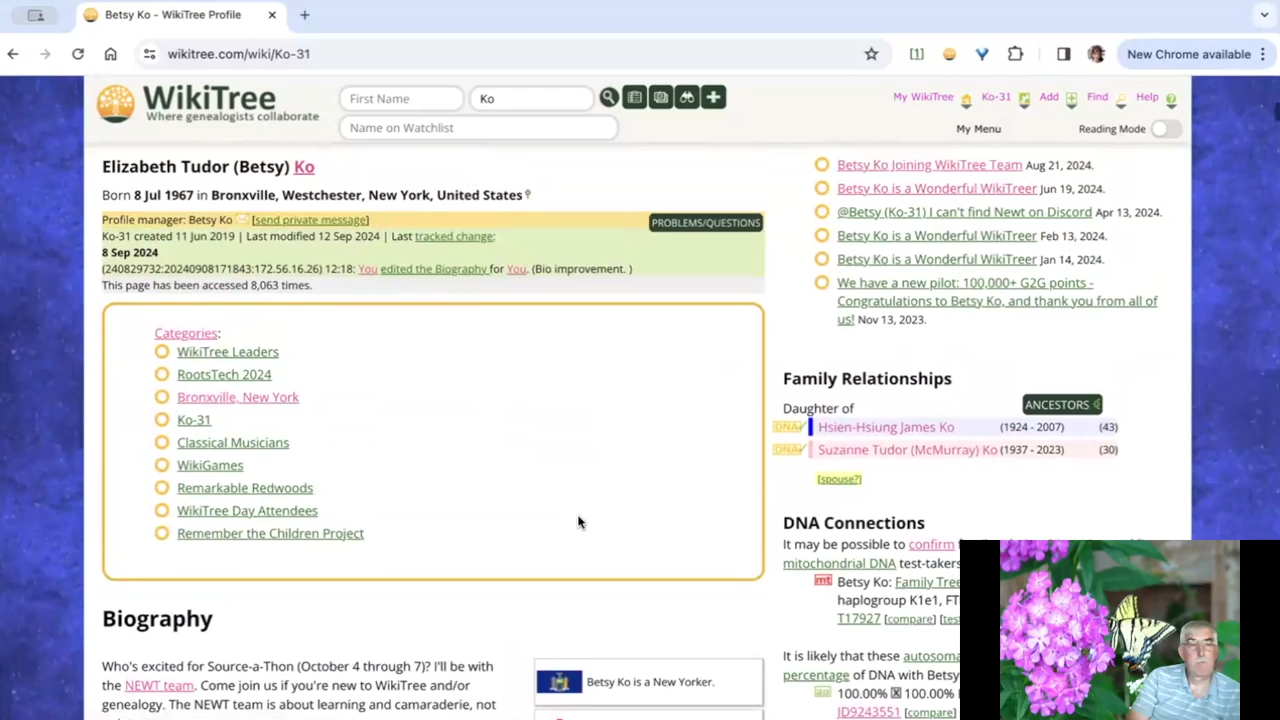 Betsy Ko - WikiTree Profile
wikitree.com/wiki/Ko-31
[1]
New Chrome available
WikiTree
Where genealogists collaborate
First Name
Ko
Name on Watchlist
My WikiTree
Ko-31
Add
Find
Help
My Menu
Reading Mode
Elizabeth Tudor (Betsy) Ko
Born 8 Jul 1967 in Bronxville, Westchester, New York, United States
Profile manager: Betsy Ko [send private message]
PROBLEMS/QUESTIONS
Ko-31 created 11 Jun 2019 | Last modified 12 Sep 2024 | Last tracked change:
8 Sep 2024
(240829732:20240908171843:172.56.16.26) 12:18: You edited the Biography for You. (Bio improvement. )
This page has been accessed 8,063 times.
Categories:
WikiTree Leaders
RootsTech 2024
Bronxville, New York
Ko-31
Classical Musicians
WikiGames
Remarkable Redwoods
WikiTree Day Attendees
Remember the Children Project
Biography
Who's excited for Source-a-Thon (October 4 through 7)? I'll be with
the NEWT team. Come join us if you're new to WikiTree and/or
genealogy. The NEWT team is about learning and camaraderie, not
Betsy Ko is a New Yorker.
Betsy Ko Joining WikiTree Team Aug 21, 2024.
Betsy Ko is a Wonderful WikiTreer Jun 19, 2024.
@Betsy (Ko-31) I can't find Newt on Discord Apr 13, 2024.
Betsy Ko is a Wonderful WikiTreer Feb 13, 2024.
Betsy Ko is a Wonderful WikiTreer Jan 14, 2024.
We have a new pilot: 100,000+ G2G points -
Congratulations to Betsy Ko, and thank you from all of
us! Nov 13, 2023.
Family Relationships
Daughter of
ANCESTORS
DNA Hsien-Hsiung James Ko (1924 - 2007) (43)
DNA Suzanne Tudor (McMurray) Ko (1937 - 2023) (30)
[spouse?]
DNA Connections
It may be possible to confirm
mitochondrial DNA test-takers
mt Betsy Ko: Family Tree
haplogroup K1e1, FT
T17927 [compare]
It is likely that these autosoma
percentage of DNA with Betsy
au 100.00% 100.00%
JD9243551 [compare]